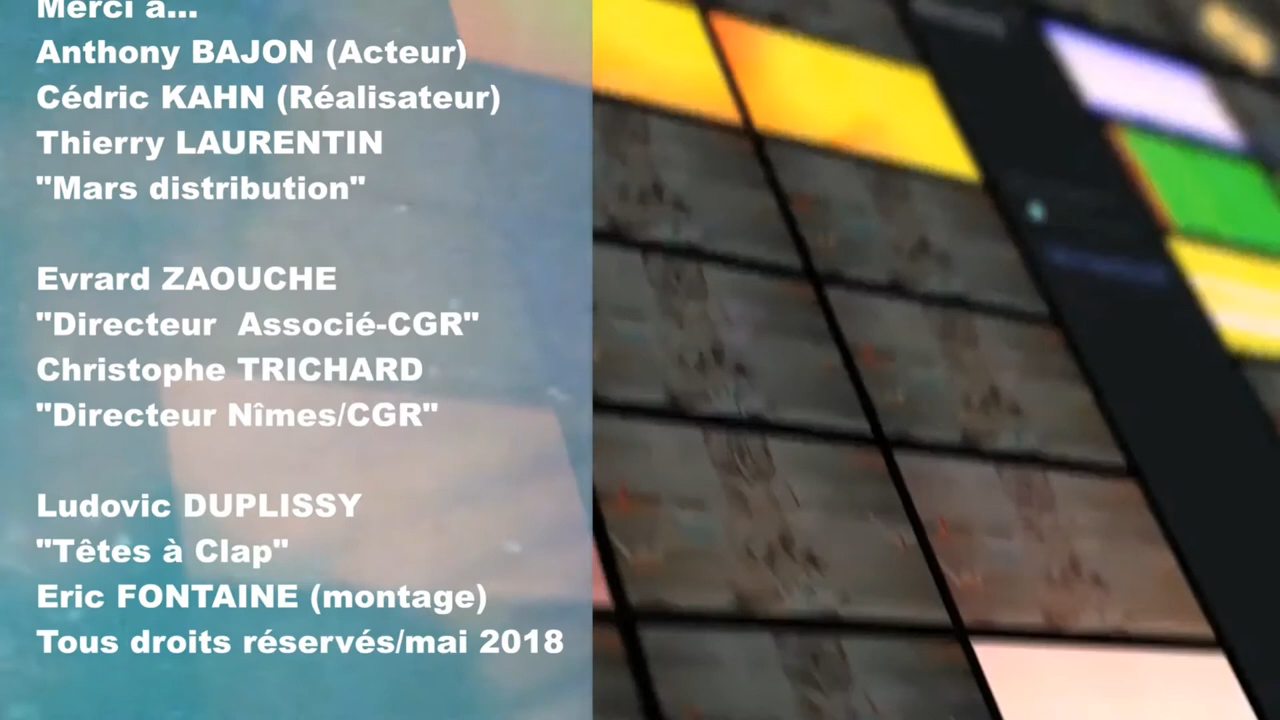 Merci à...
Anthony BAJON (Acteur)
Cédric KAHN (Réalisateur)
Thierry LAURENTIN
"Mars distribution"
Evrard ZAOUCHE
"Directeur  Associé-CGR"
Christophe TRICHARD
"Directeur Nîmes/CGR"
Ludovic DUPLISSY
"Têtes à Clap"
Eric FONTAINE (montage)
Tous droits réservés/mai 2018